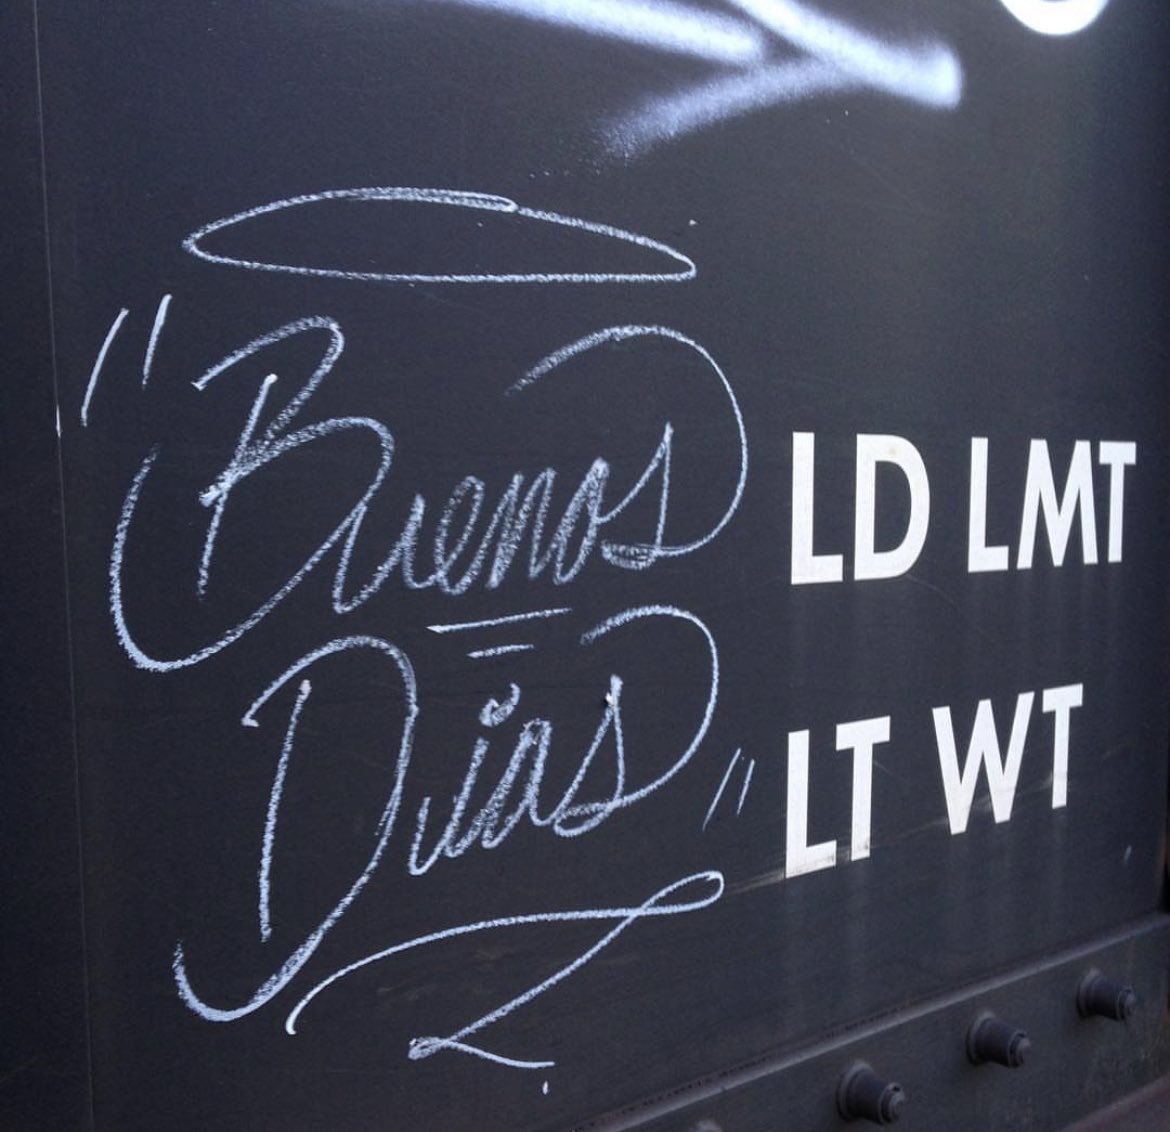 "Buenos
Dias"
LD LMT
LT WT